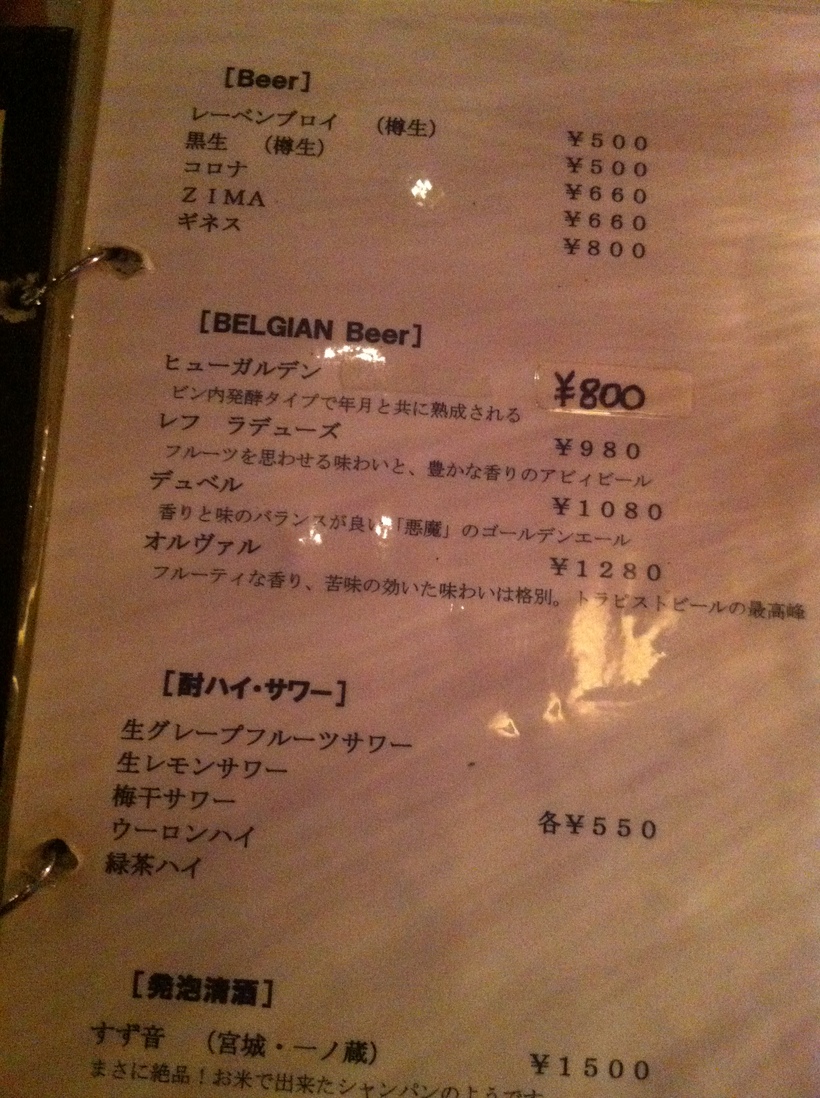 [Beer]
レーベンブロイ （樽生） ￥500
黒生 （樽生） ￥500
コロナ ￥660
ZIMA ￥660
ギネス ￥800
[BELGIAN Beer]
ヒューガルデン ¥800
ビン内発酵タイプで年月と共に熟成される
レフ ラデューズ ￥980
フルーツを思わせる味わいと、豊かな香りのアビィビール
デュベル ￥1080
香りと味のバランスが良い「悪魔」のゴールデンエール
オルヴァル ￥1280
フルーティな香り、苦味の効いた味わいは格別。トラピストビールの最高峰
[酎ハイ・サワー]
生グレープフルーツサワー
生レモンサワー
梅干サワー
ウーロンハイ 各￥550
緑茶ハイ
[発泡清酒]
すず音 （宮城・一ノ蔵） ￥1500
まさに絶品！お米で出来たシャンパンのようです